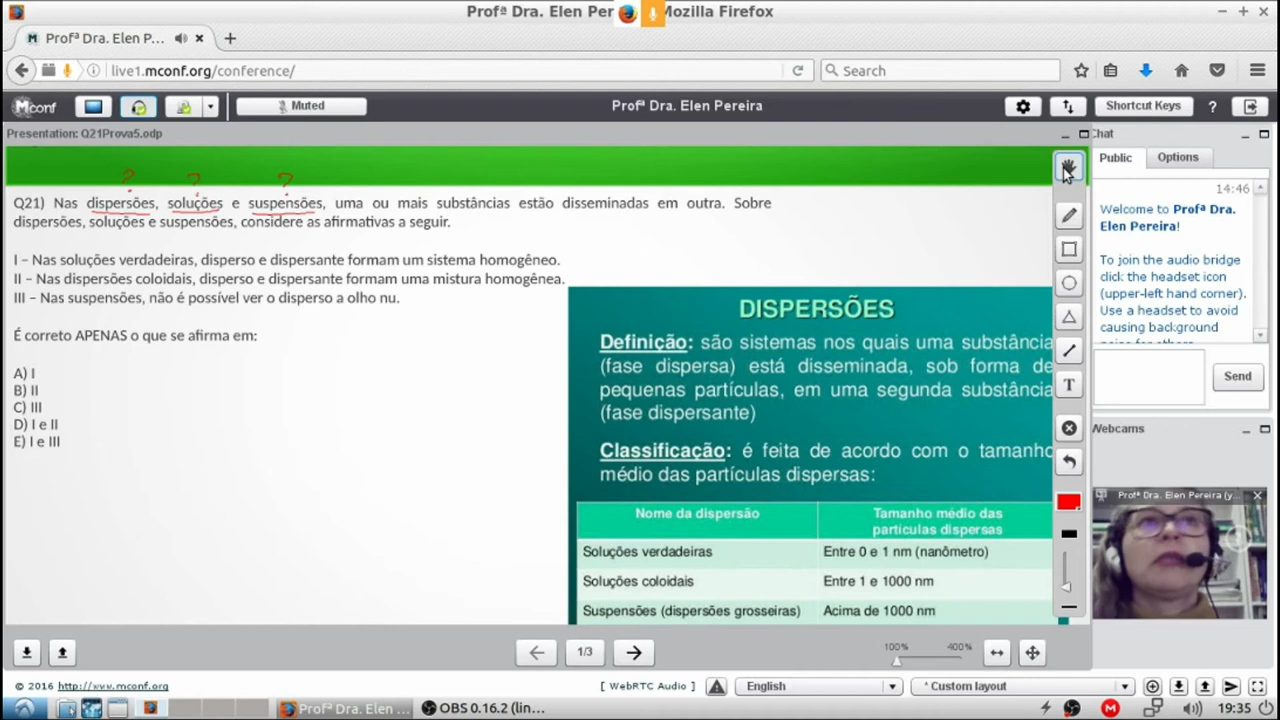 Profª Dra. Elen Per Mozilla Firefox
Profª Dra. Elen P...
live1.mconf.org/conference/
Search
Mconf
Muted
Profª Dra. Elen Pereira
Shortcut Keys
?
Presentation: Q21Prova5.odp
? ? ?
Q21) Nas dispersões, soluções e suspensões, uma ou mais substâncias estão disseminadas em outra. Sobre
dispersões, soluções e suspensões, considere as afirmativas a seguir.
I – Nas soluções verdadeiras, disperso e dispersante formam um sistema homogêneo.
II – Nas dispersões coloidais, disperso e dispersante formam uma mistura homogênea.
III – Nas suspensões, não é possível ver o disperso a olho nu.
É correto APENAS o que se afirma em:
A) I
B) II
C) III
D) I e II
E) I e III
DISPERSÕES
Definição: são sistemas nos quais uma substância
(fase dispersa) está disseminada, sob forma de
pequenas partículas, em uma segunda substância
(fase dispersante)
Classificação: é feita de acordo com o tamanho
médio das partículas dispersas:
Nome da dispersão
Tamanho médio das
partículas dispersas
Soluções verdadeiras
Entre 0 e 1 nm (nanômetro)
Soluções coloidais
Entre 1 e 1000 nm
Suspensões (dispersões grosseiras)
Acima de 1000 nm
T
Chat
Public
Options
14:46
Welcome to Profª Dra.
Elen Pereira!
To join the audio bridge
click the headset icon
(upper-left hand corner).
Use a headset to avoid
causing background
Send
Webcams
Profª Dra. Elen Pereira (y...
1/3
100%
400%
© 2016 http://www.mconf.org
[ WebRTC Audio ]
English
* Custom layout
Profª Dra. Elen ...
OBS 0.16.2 (lin...
M
19:35